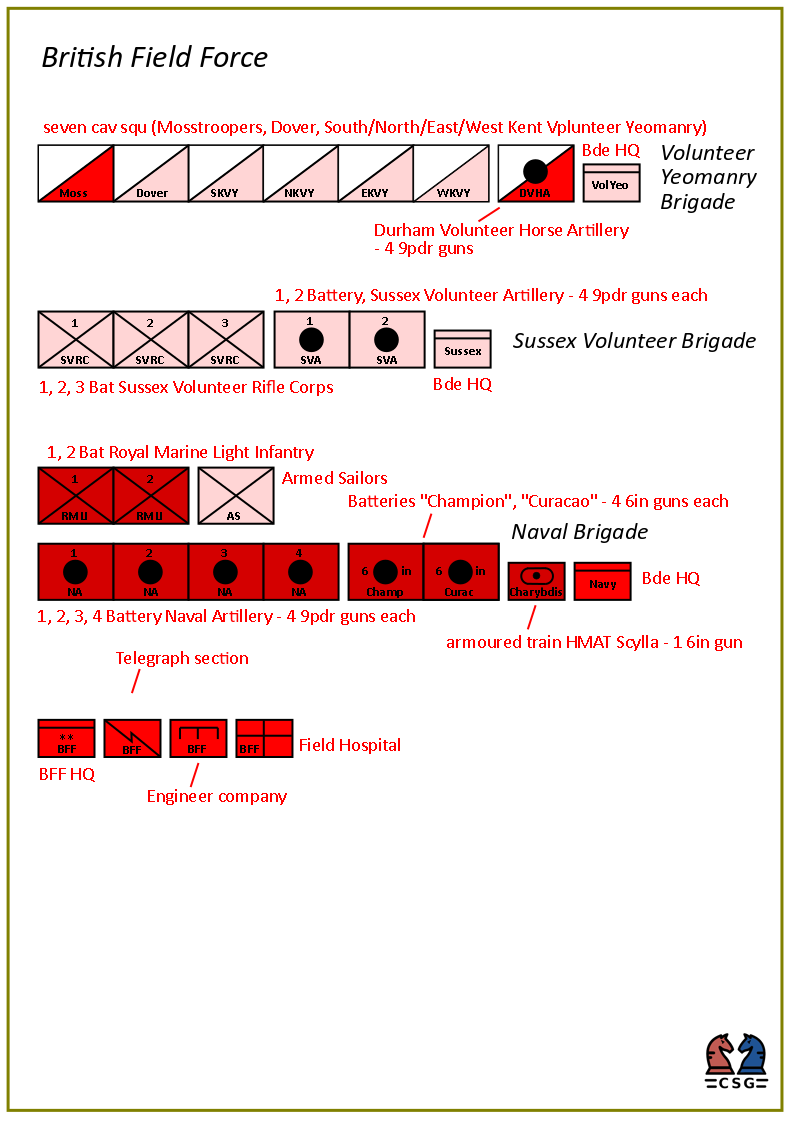 British Field Force
seven cav squ (Mosstroopers, Dover, South/North/East/West Kent Vplunteer Yeomanry)
Moss Dover SKVY NKVY EKVY WKVY DVHA
Bde HQ
VolYeo
Volunteer
Yeomanry
Brigade
Durham Volunteer Horse Artillery
- 4 9pdr guns
1, 2 Battery, Sussex Volunteer Artillery - 4 9pdr guns each
1 2 3 1 2
SVRC SVRC SVRC SVA SVA
Sussex
Sussex Volunteer Brigade
1, 2, 3 Bat Sussex Volunteer Rifle Corps
Bde HQ
1, 2 Bat Royal Marine Light Infantry
1 2
RMLI RMLI AS
Armed Sailors
Batteries "Champion", "Curacao" - 4 6in guns each
Naval Brigade
1 2 3 4
6 in 6 in
NA NA NA NA Champ Curac Charybdis
Navy
Bde HQ
1, 2, 3, 4 Battery Naval Artillery - 4 9pdr guns each
armoured train HMAT Scylla - 1 6in gun
Telegraph section
**
BFF BFF BFF BFF
Field Hospital
BFF HQ
Engineer company
CSG